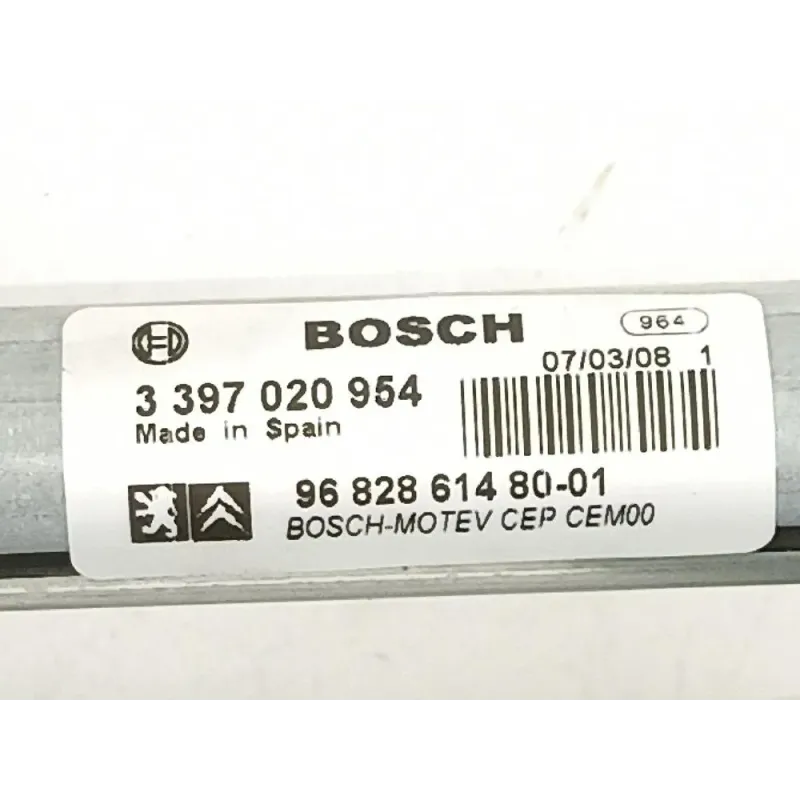 BOSCH 964
07/03/08 1
3 397 020 954
Made in Spain
96 828 614 80-01
BOSCH-MOTEV CEP CEM00